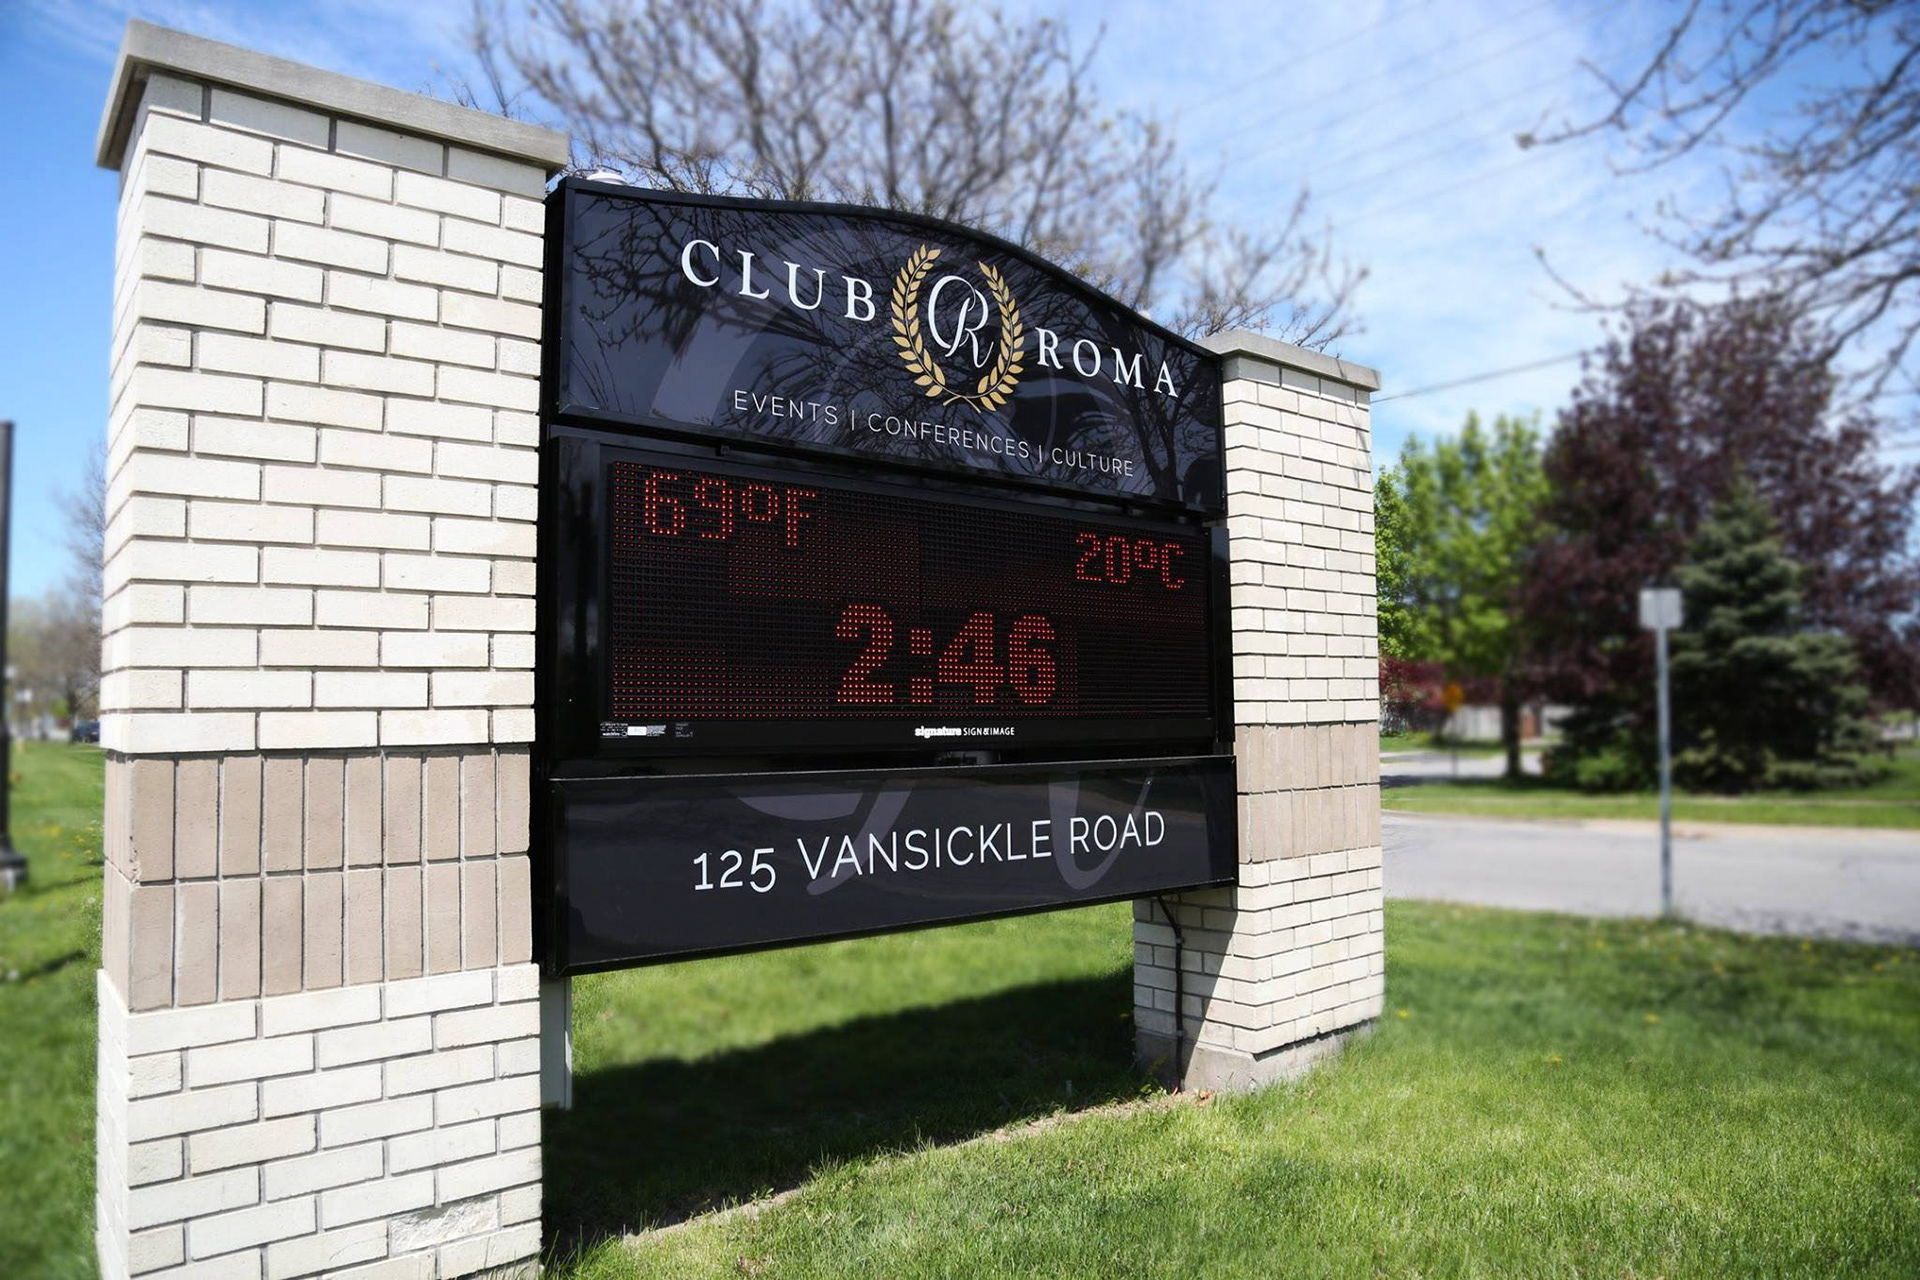 CLUB R ROMA
EVENTS | CONFERENCES | CULTURE
69°F
20°C
2:46
signature SIGN & IMAGE
125 VANSICKLE ROAD